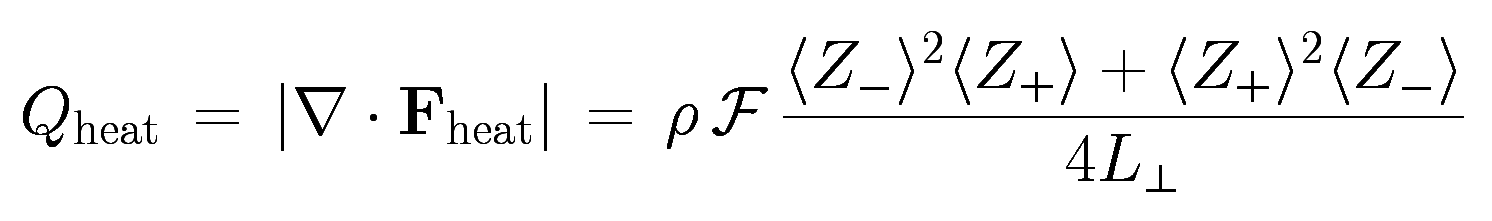 Q_heat = |∇ · F_heat| = ρ ℱ (⟨Z₋⟩²⟨Z₊⟩ + ⟨Z₊⟩²⟨Z₋⟩) / 4L_⊥